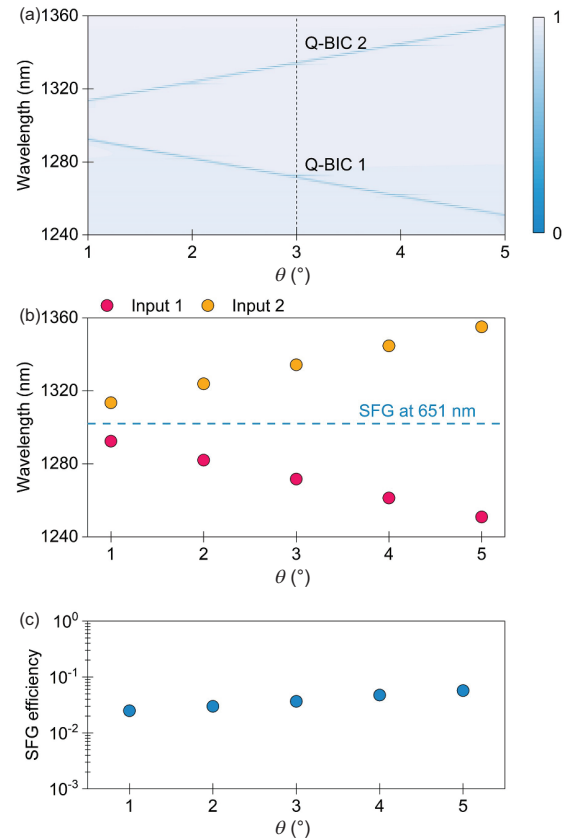 (a)
1360
1320
1280
1240
Wavelength (nm)
Q-BIC 2
Q-BIC 1
1 2 3 4 5
θ (°)
1
0
Input 1 Input 2
(b)
1360
1320
1280
1240
Wavelength (nm)
SFG at 651 nm
1 2 3 4 5
θ (°)
(c)
10⁰
10⁻¹
10⁻²
10⁻³
SFG efficiency
1 2 3 4 5
θ (°)